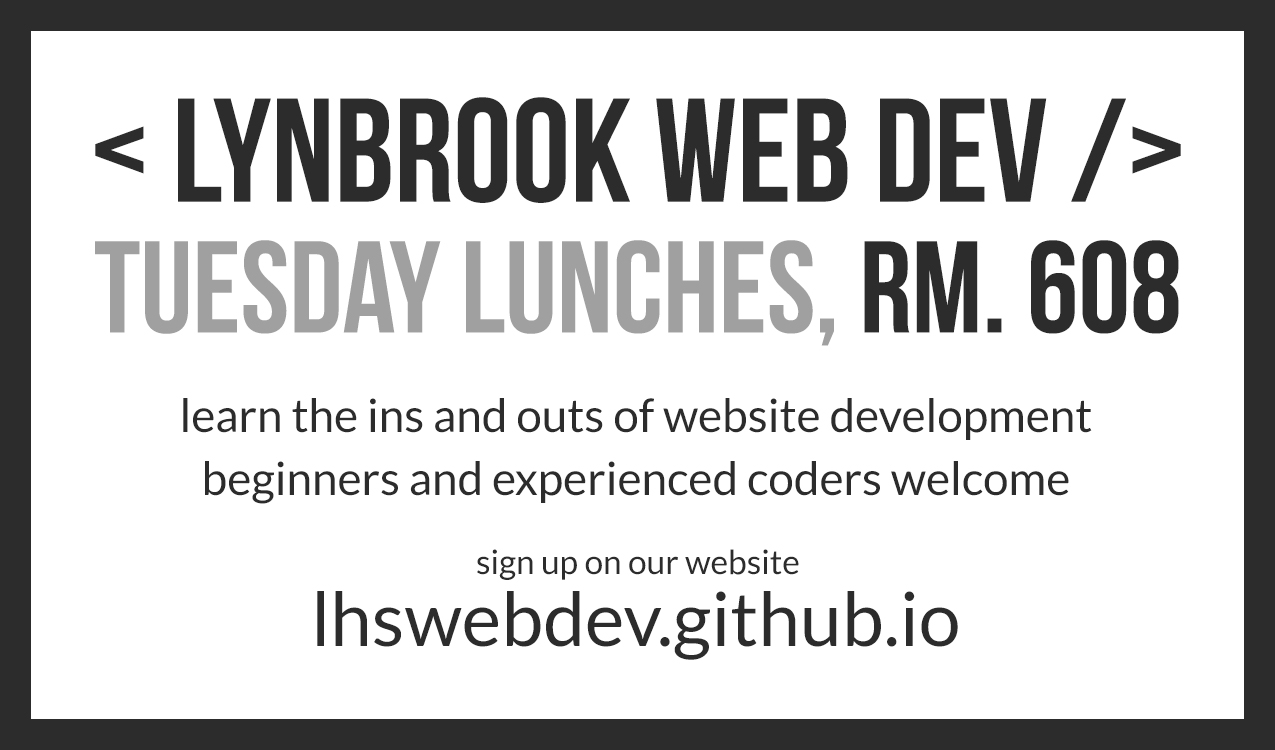 < LYNBROOK WEB DEV />
TUESDAY LUNCHES, RM. 608
learn the ins and outs of website development
beginners and experienced coders welcome
sign up on our website
lhswebdev.github.io